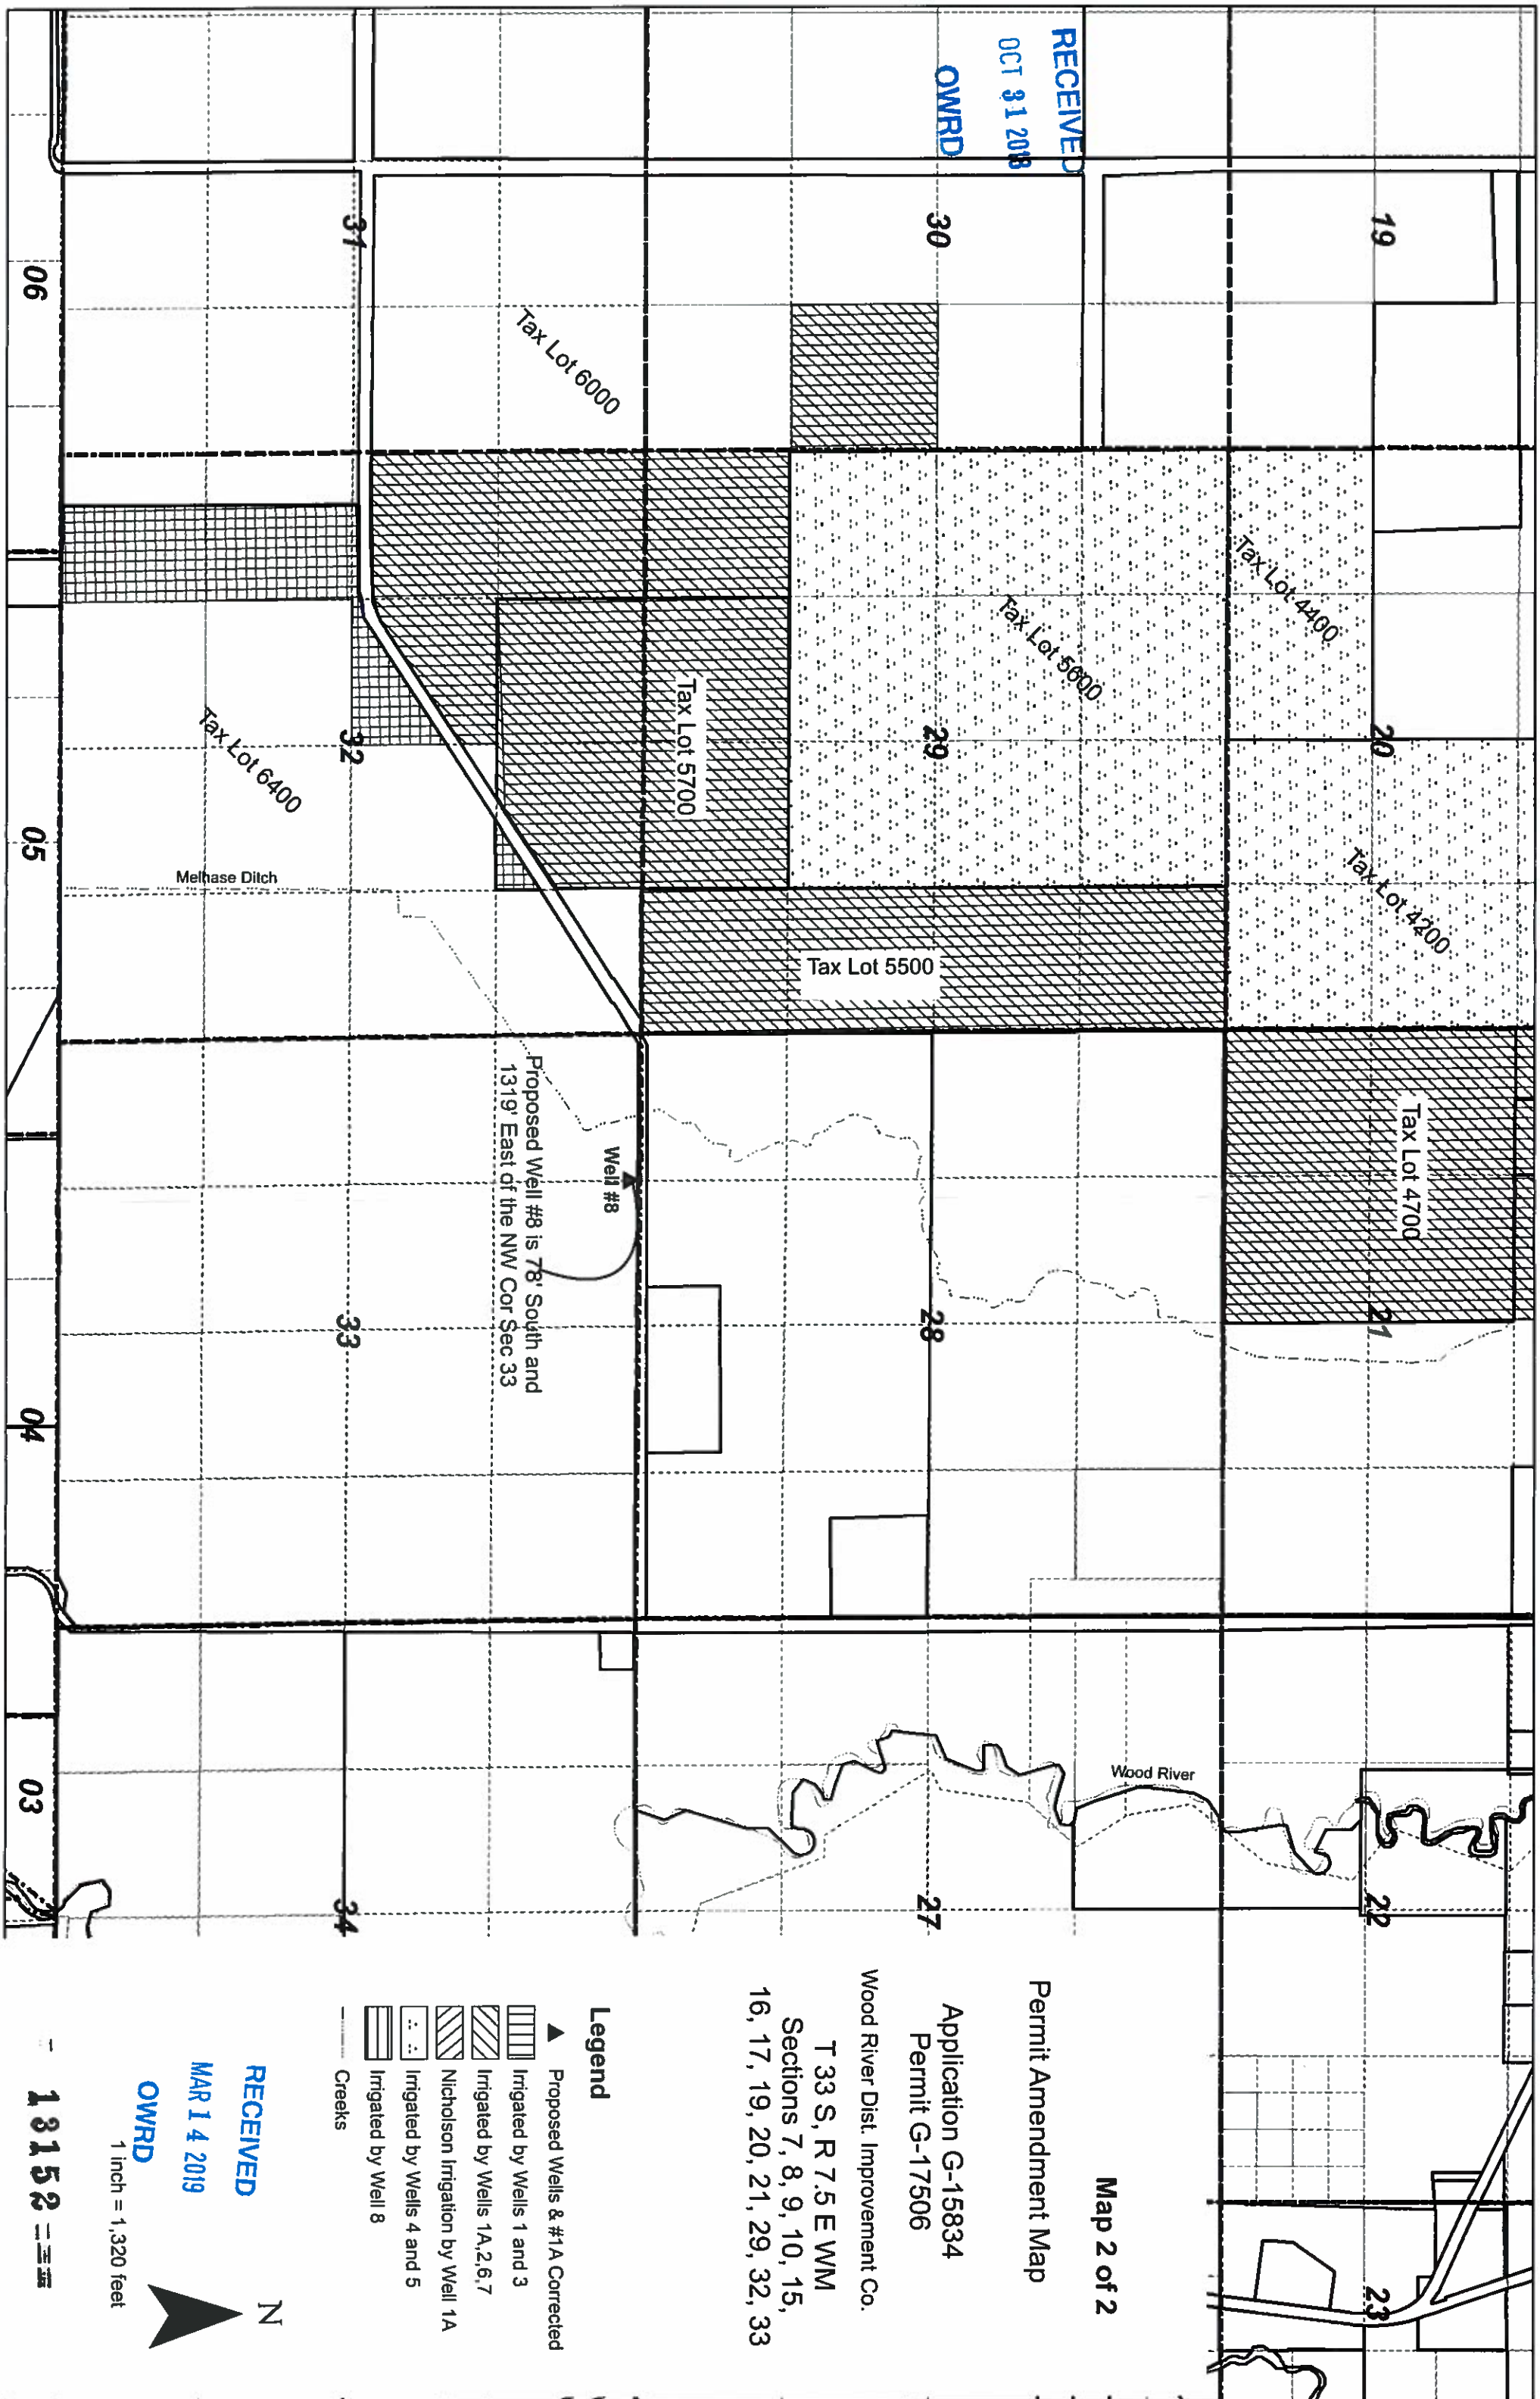 RECEIVED
OCT 31 2018
OWRD
19
30
31
06
Tax Lot 6000
Tax Lot 4400
Tax Lot 5600
Tax Lot 5700
20
29
32
05
Tax Lot 6400
Melhase Ditch
Tax Lot 4200
Tax Lot 5500
Tax Lot 4700
Well #8
Proposed Well #8 is 78' South and
1319' East of the NW Cor Sec 33
21
28
33
04
Wood River
22
27
34
03
23
Map 2 of 2
Permit Amendment Map
Application G-15834
Permit G-17506
Wood River Dist. Improvement Co.
T 33 S, R 7.5 E WM
Sections 7, 8, 9, 10, 15,
16, 17, 19, 20, 21, 29, 32, 33
Legend
Proposed Wells & #1A Corrected
Irrigated by Wells 1 and 3
Irrigated by Wells 1A,2,6,7
Nicholson Irrigation by Well 1A
Irrigated by Wells 4 and 5
Irrigated by Well 8
Creeks
RECEIVED
MAR 14 2019
OWRD
1 inch = 1,320 feet
N
13152